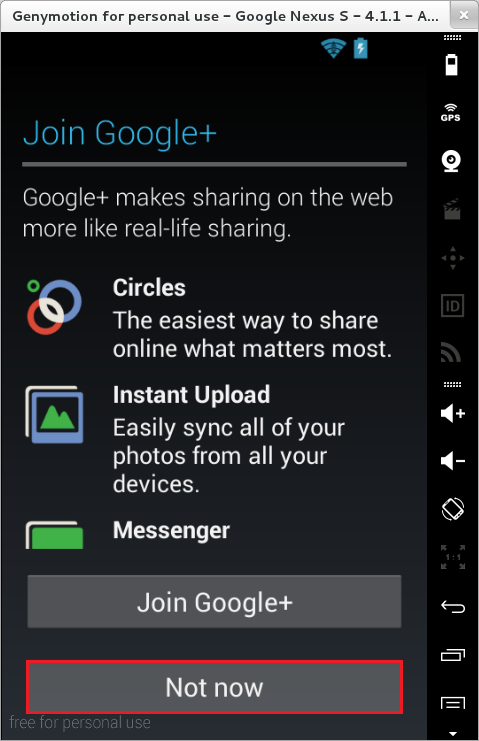 Genymotion for personal use – Google Nexus S – 4.1.1 – A...
GPS
Join Google+
Google+ makes sharing on the web
more like real-life sharing.
Circles
The easiest way to share
online what matters most.
ID
Instant Upload
Easily sync all of your
photos from all your
devices.
Messenger
1:1
Join Google+
Not now
free for personal use